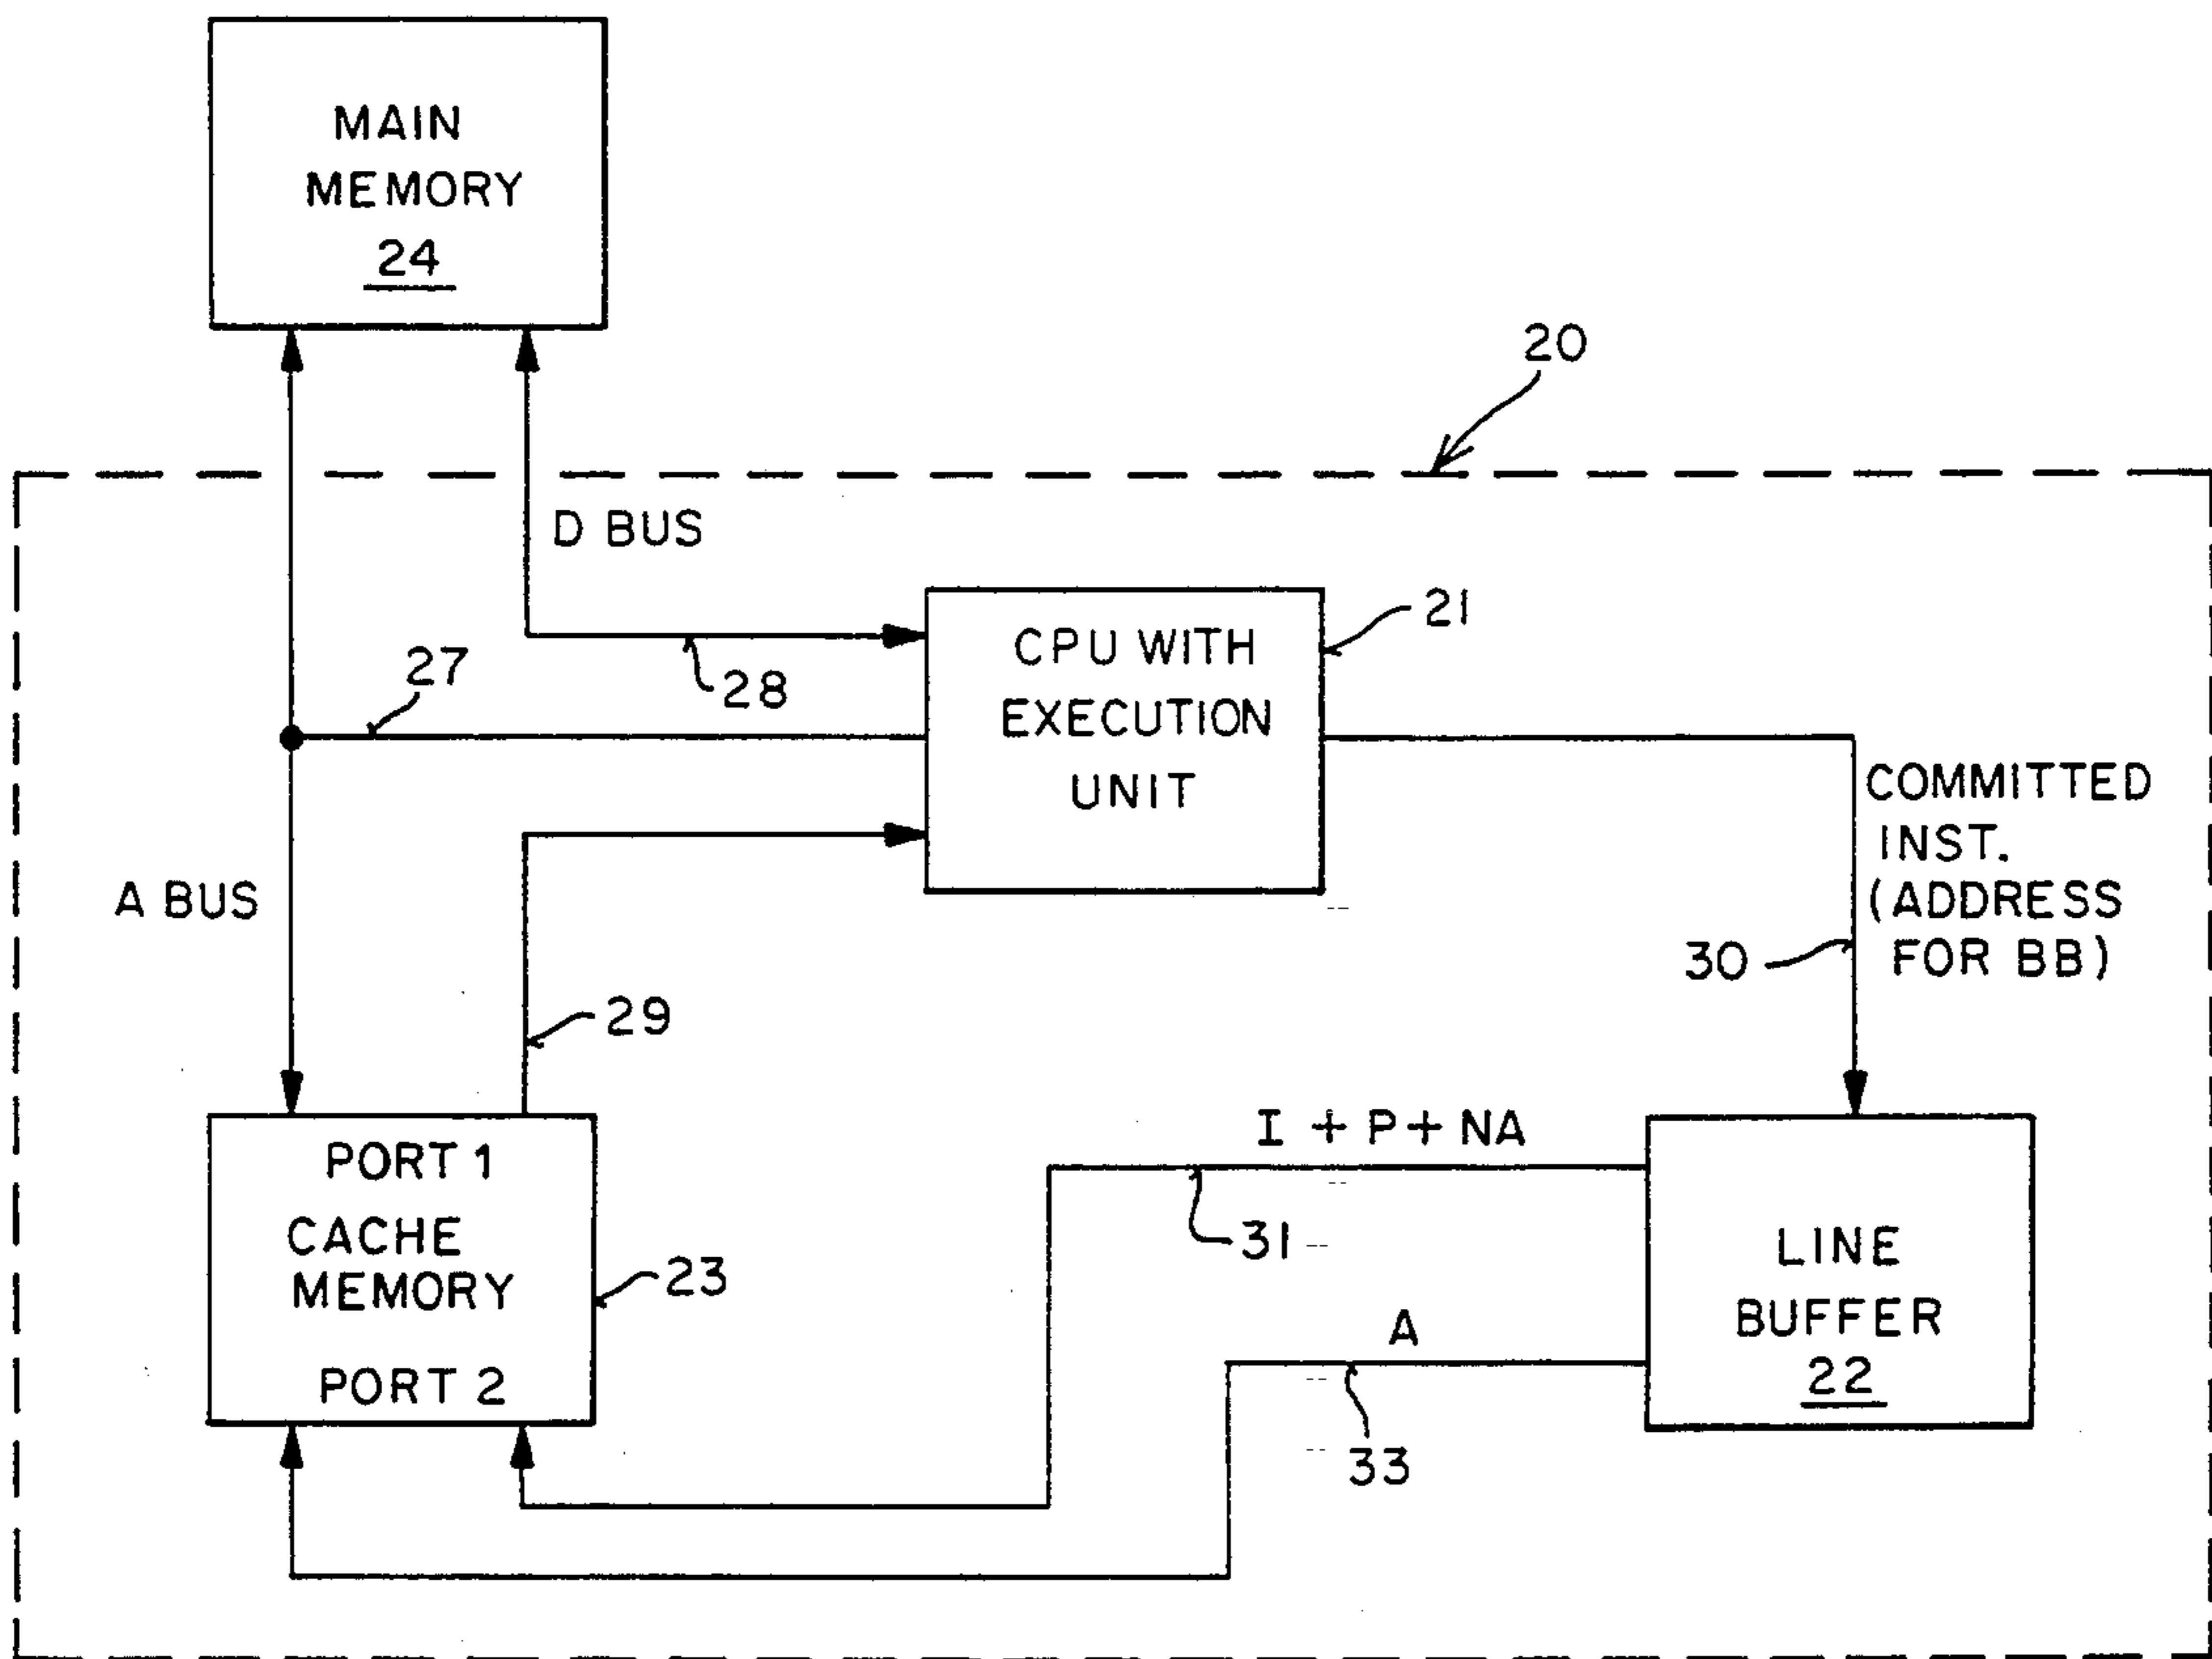 MAIN
MEMORY
24
20
D BUS
21
CPU WITH
EXECUTION
UNIT
27
28
COMMITTED
INST.
(ADDRESS
FOR BB)
A BUS
30
29
I + P + NA
PORT 1
CACHE
MEMORY
PORT 2
23
31
LINE
BUFFER
22
A
33